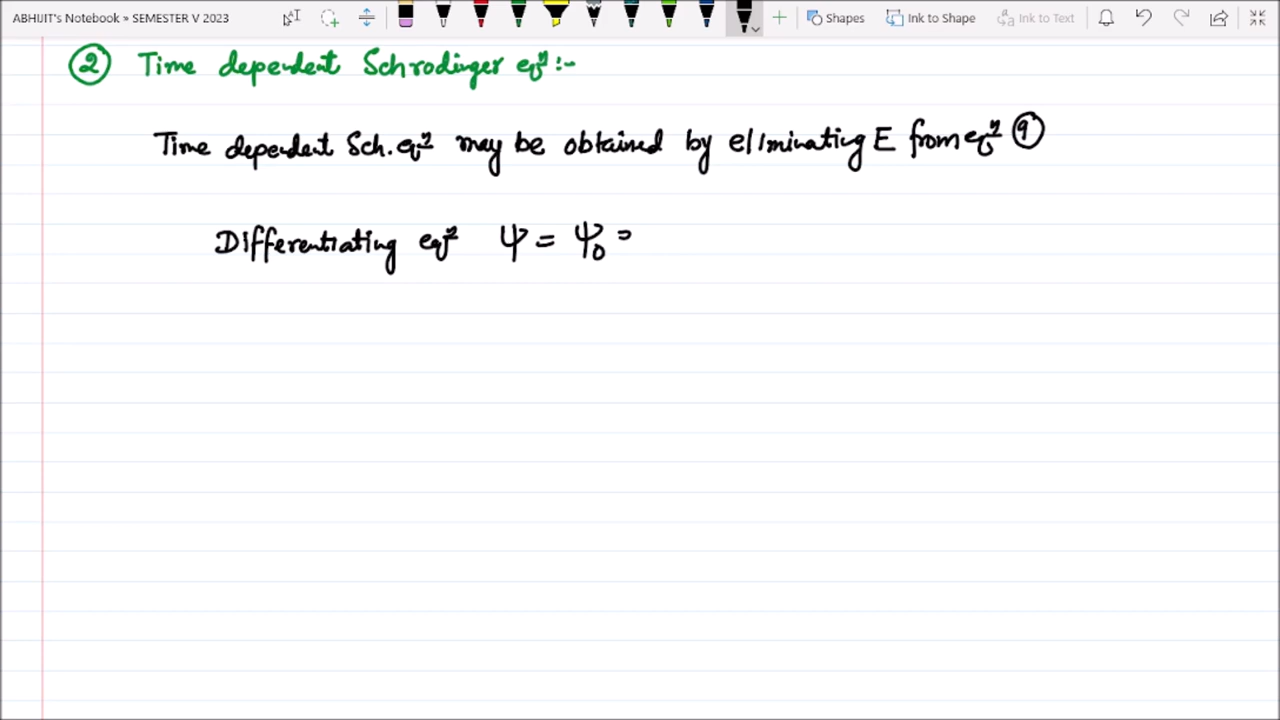 ABHIJIT's Notebook » SEMESTER V 2023
Shapes
Ink to Shape
Ink to Text
② Time dependent Schrodinger eqⁿ :-
Time dependent Sch. eqⁿ may be obtained by eliminating E from eqⁿ ⑨
Differentiating eqⁿ Ψ = Ψ₀